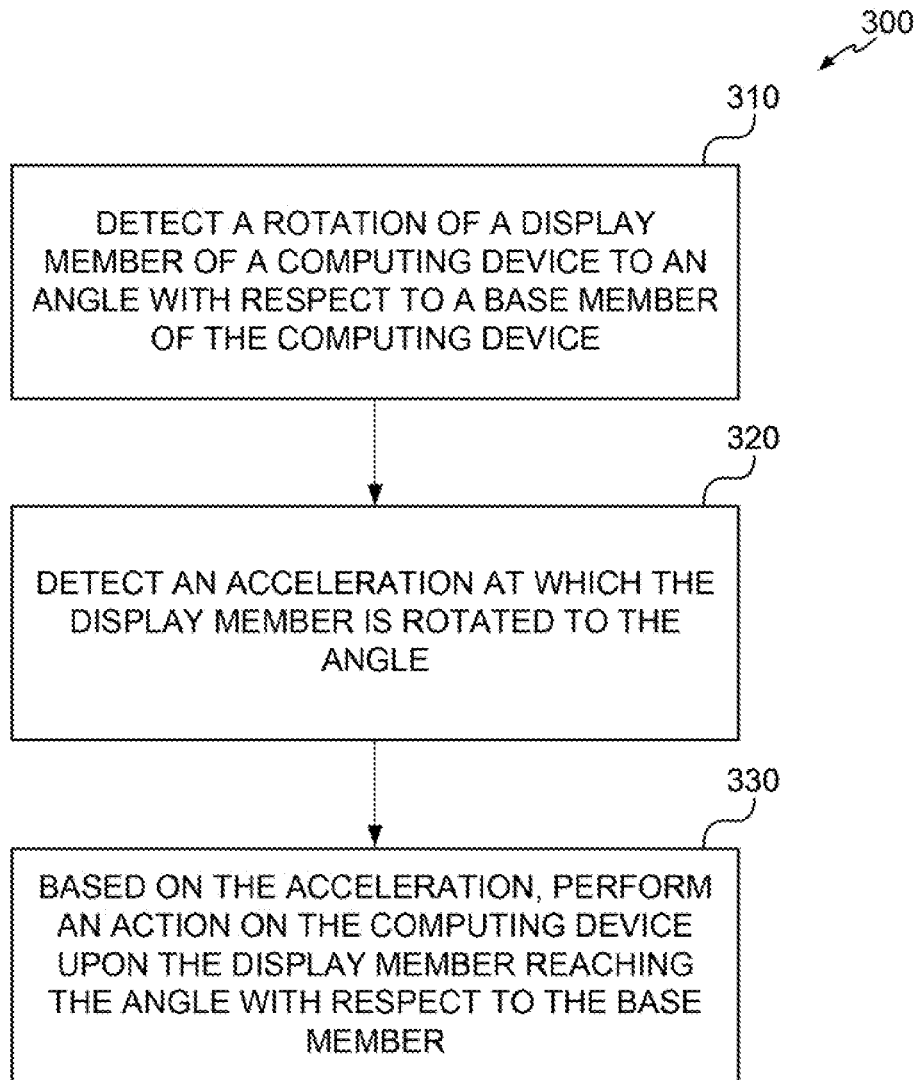 300
310
DETECT A ROTATION OF A DISPLAY
MEMBER OF A COMPUTING DEVICE TO AN
ANGLE WITH RESPECT TO A BASE MEMBER
OF THE COMPUTING DEVICE
320
DETECT AN ACCELERATION AT WHICH THE
DISPLAY MEMBER IS ROTATED TO THE
ANGLE
330
BASED ON THE ACCELERATION, PERFORM
AN ACTION ON THE COMPUTING DEVICE
UPON THE DISPLAY MEMBER REACHING
THE ANGLE WITH RESPECT TO THE BASE
MEMBER